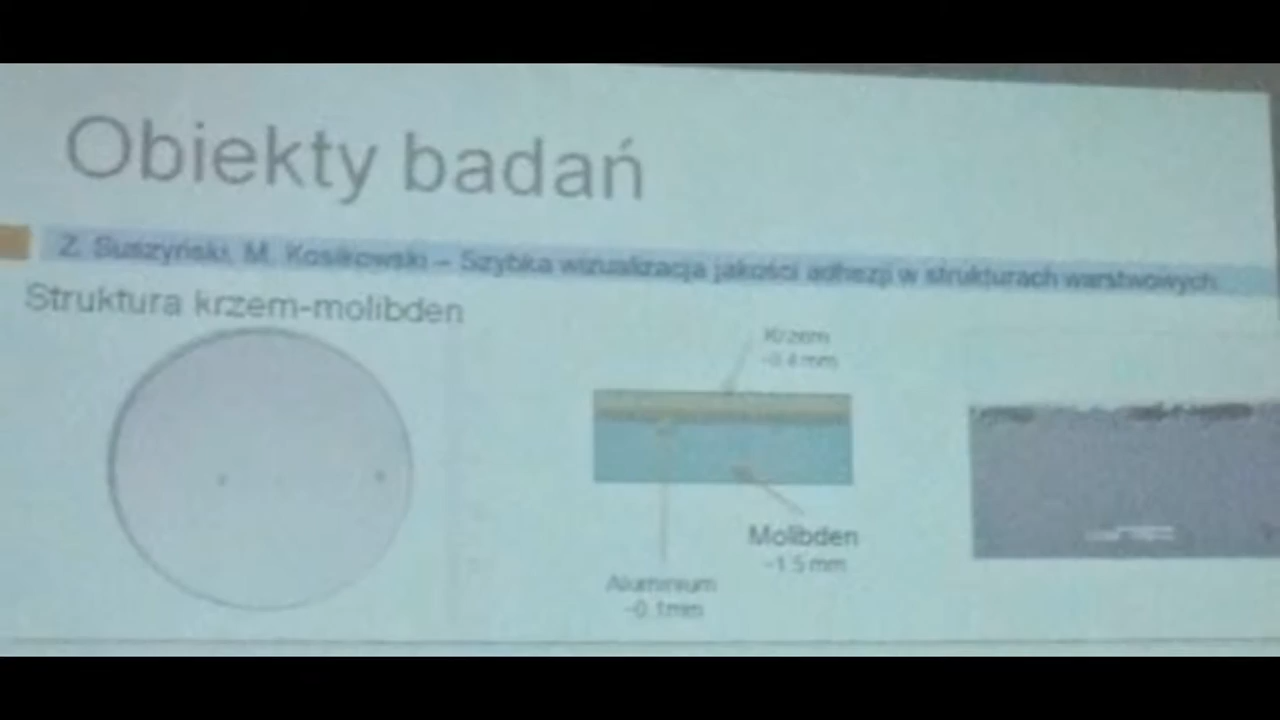 Obiekty badań
Z. Suszyński, M. Kosikowski – Szybka wizualizacja jakości adhezji w strukturach warstwowych
Struktura krzem-molibden
Krzem
~0.4 mm
Molibden
~1.5 mm
Aluminium
~0.1mm